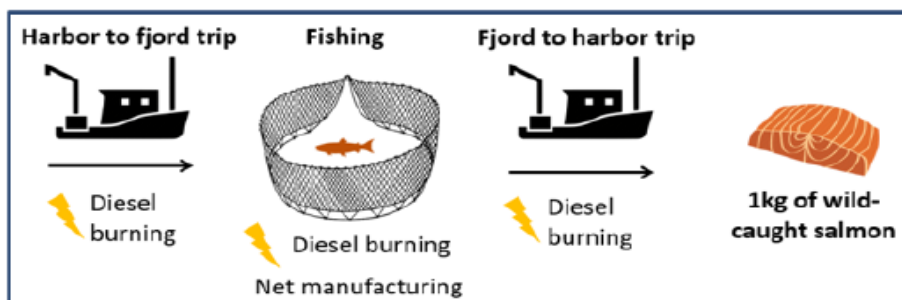 Harbor to fjord trip
Fishing
Fjord to harbor trip
Diesel
burning
Diesel burning
Net manufacturing
Diesel
burning
1kg of wild-
caught salmon